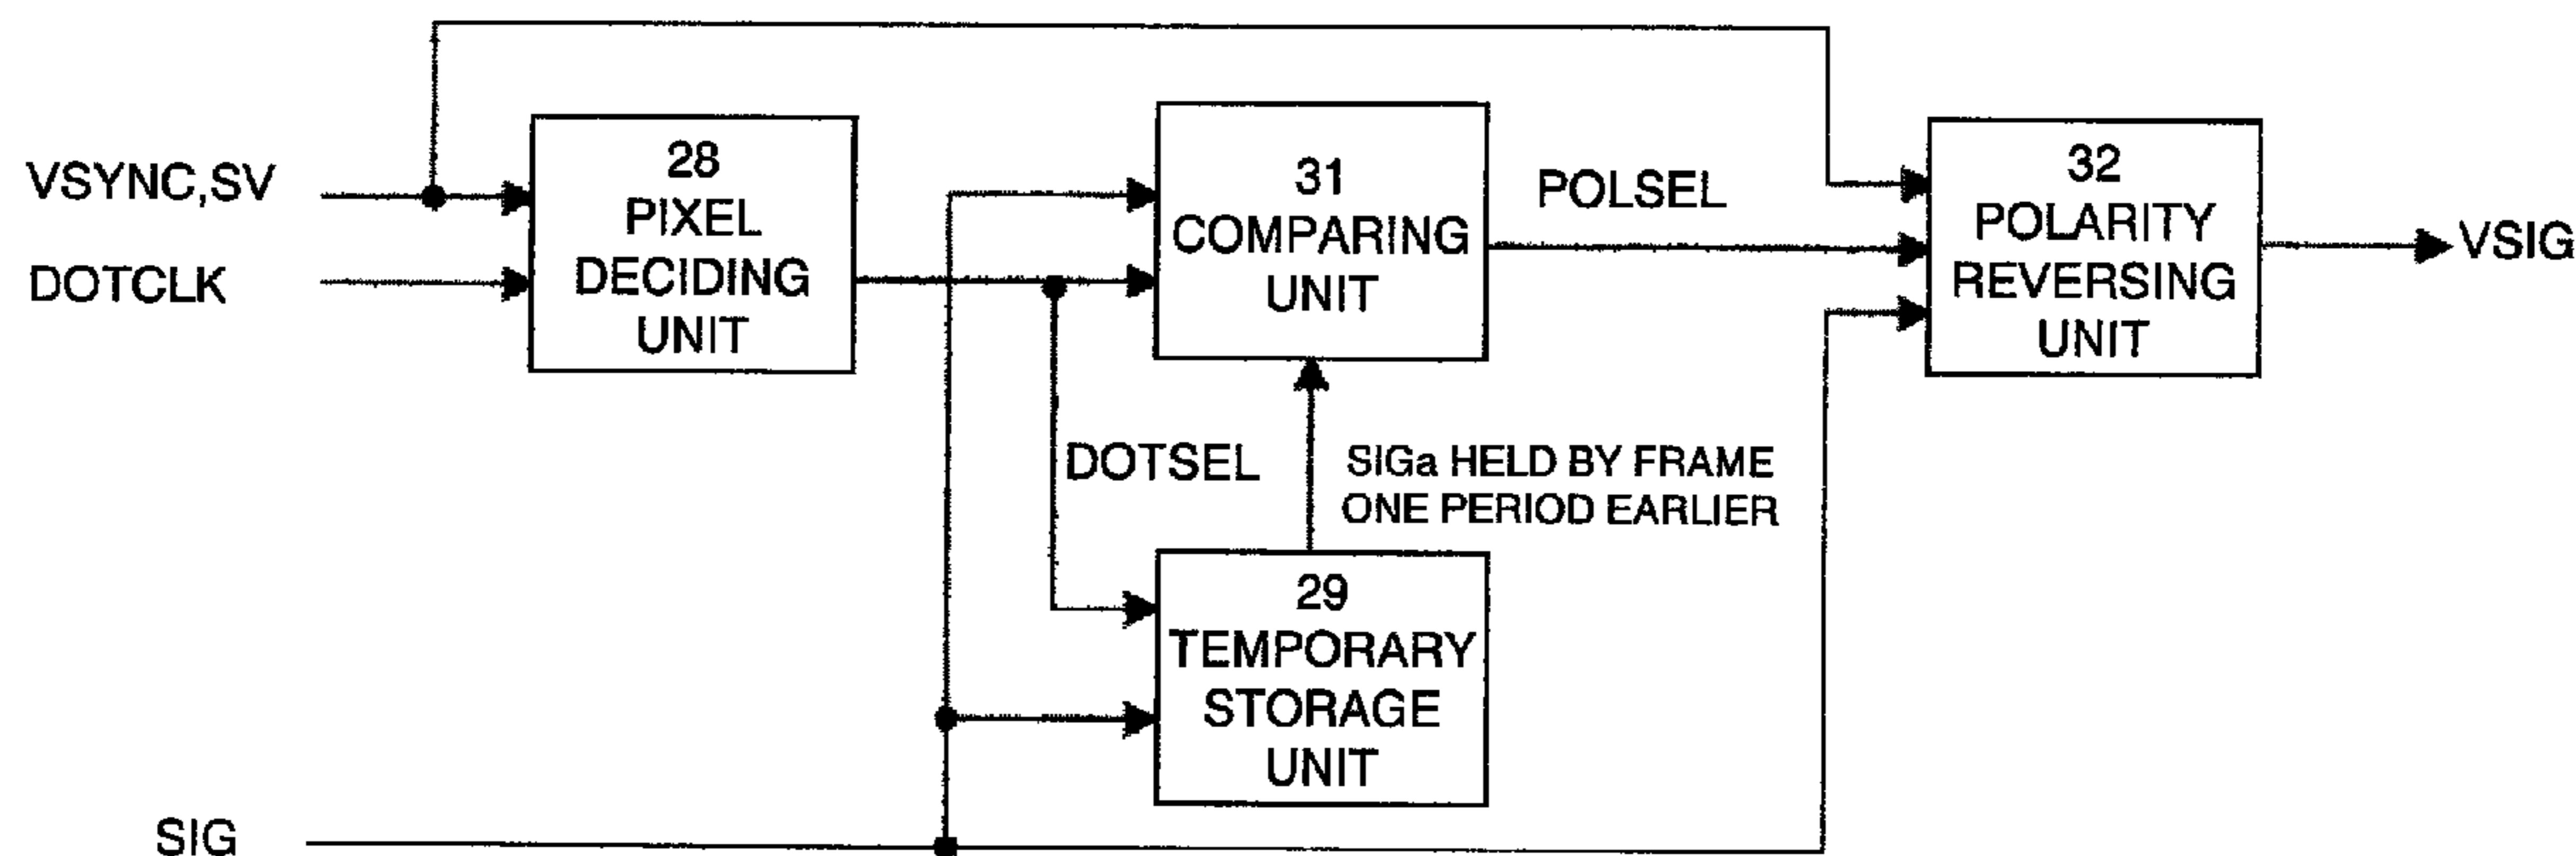 VSYNC,SV
DOTCLK
28
PIXEL
DECIDING
UNIT
31
COMPARING
UNIT
POLSEL
32
POLARITY
REVERSING
UNIT
VSIG
DOTSEL
SIGa HELD BY FRAME
ONE PERIOD EARLIER
29
TEMPORARY
STORAGE
UNIT
SIG